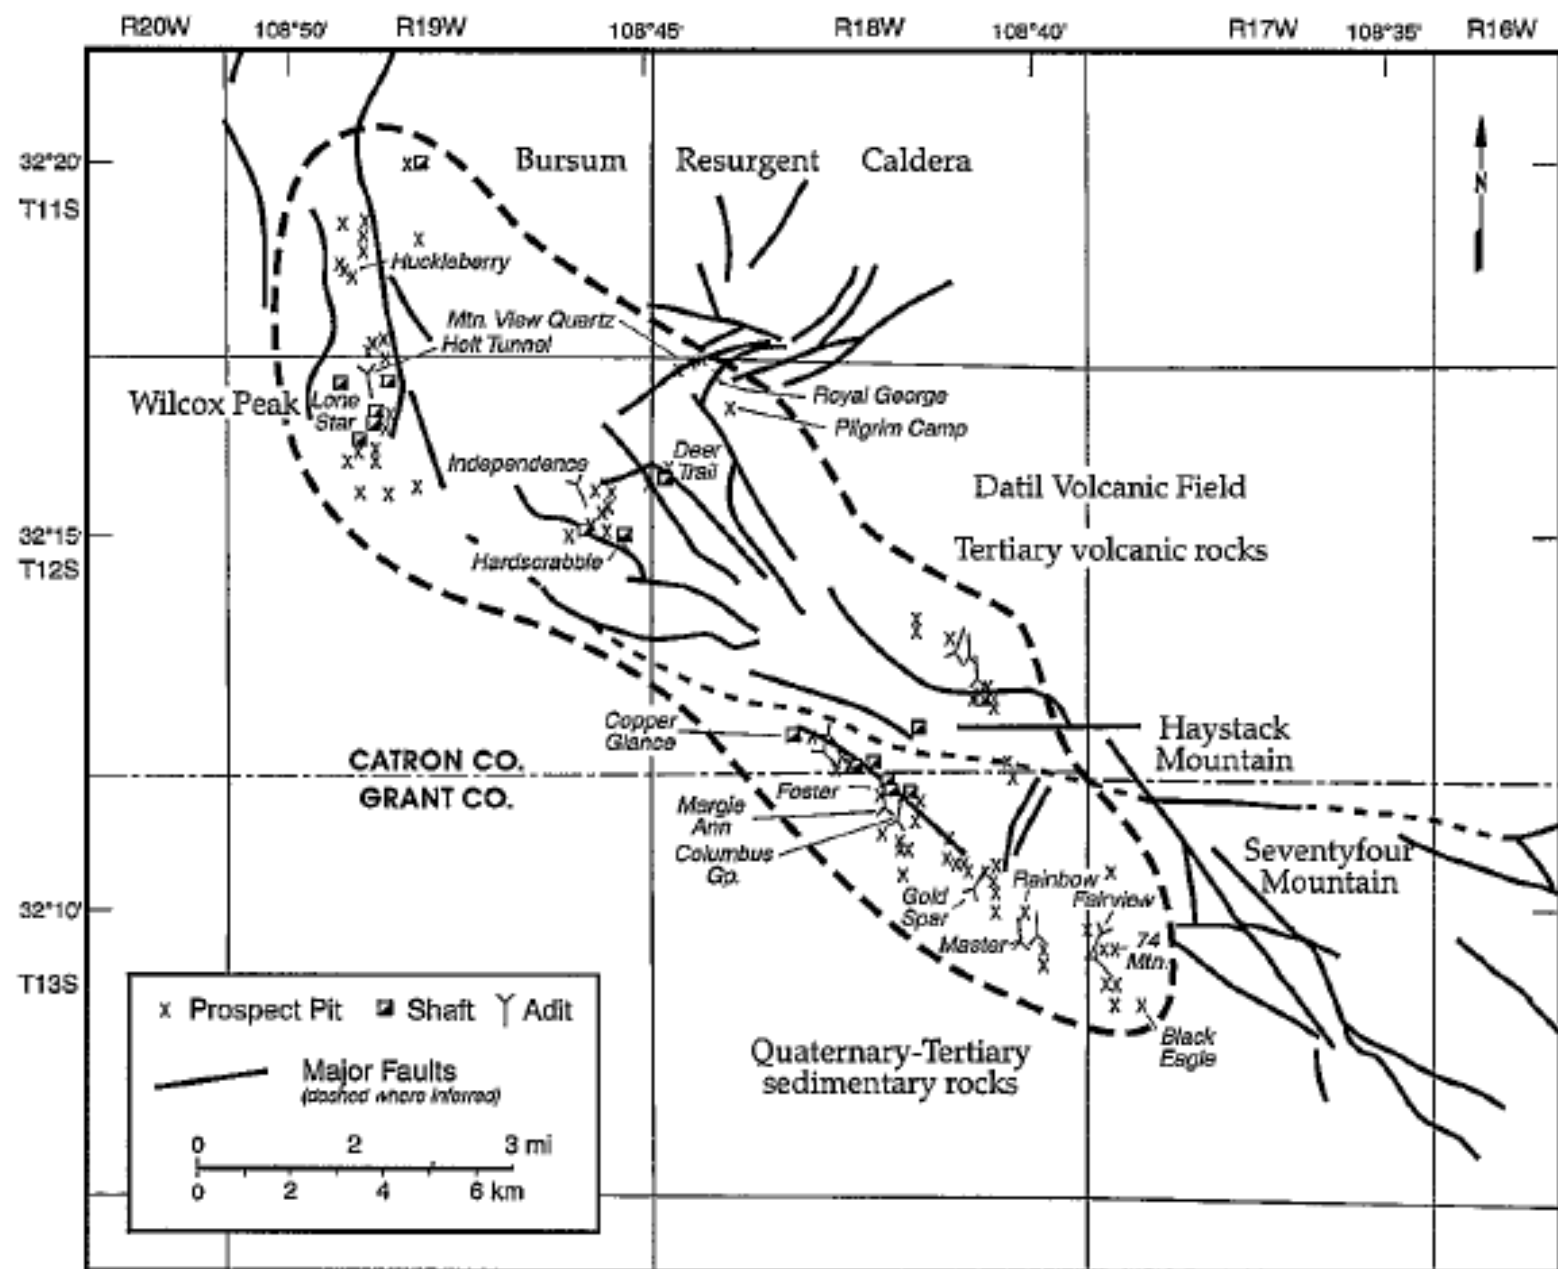 R20W 108°50' R19W 108°45' R18W 108°40' R17W 108°35' R16W
32°20'
T11S
Bursum Resurgent Caldera
N
Huckleberry
Mtn. View Quartz
Holt Tunnel
Wilcox Peak
Lone
Star
Royal George
Pilgrim Camp
Independence
Deer
Trail
Datil Volcanic Field
32°15'
T12S
Tertiary volcanic rocks
Hardscrabble
Copper
Glance
Haystack
Mountain
CATRON CO.
GRANT CO.
Foster
Margie
Ann
Columbus
Gp.
Seventyfour
Mountain
Gold
Spar
Rainbow
Fairview
32°10'
Master
74
Mtn.
T13S
Black
Eagle
Quaternary-Tertiary
sedimentary rocks
x Prospect Pit Shaft Adit
Major Faults
(dashed where inferred)
0 2 3 mi
0 2 4 6 km